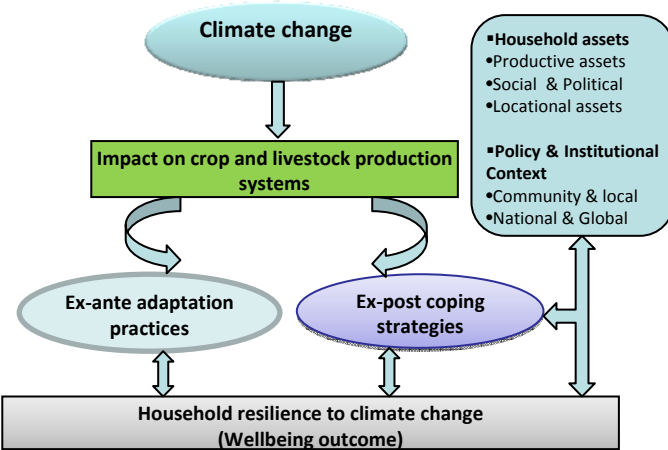 Climate change
▪Household assets
•Productive assets
•Social & Political
•Locational assets
▪Policy & Institutional
Context
•Community & local
•National & Global
Impact on crop and livestock production
systems
Ex-ante adaptation
practices
Ex-post coping
strategies
Household resilience to climate change
(Wellbeing outcome)